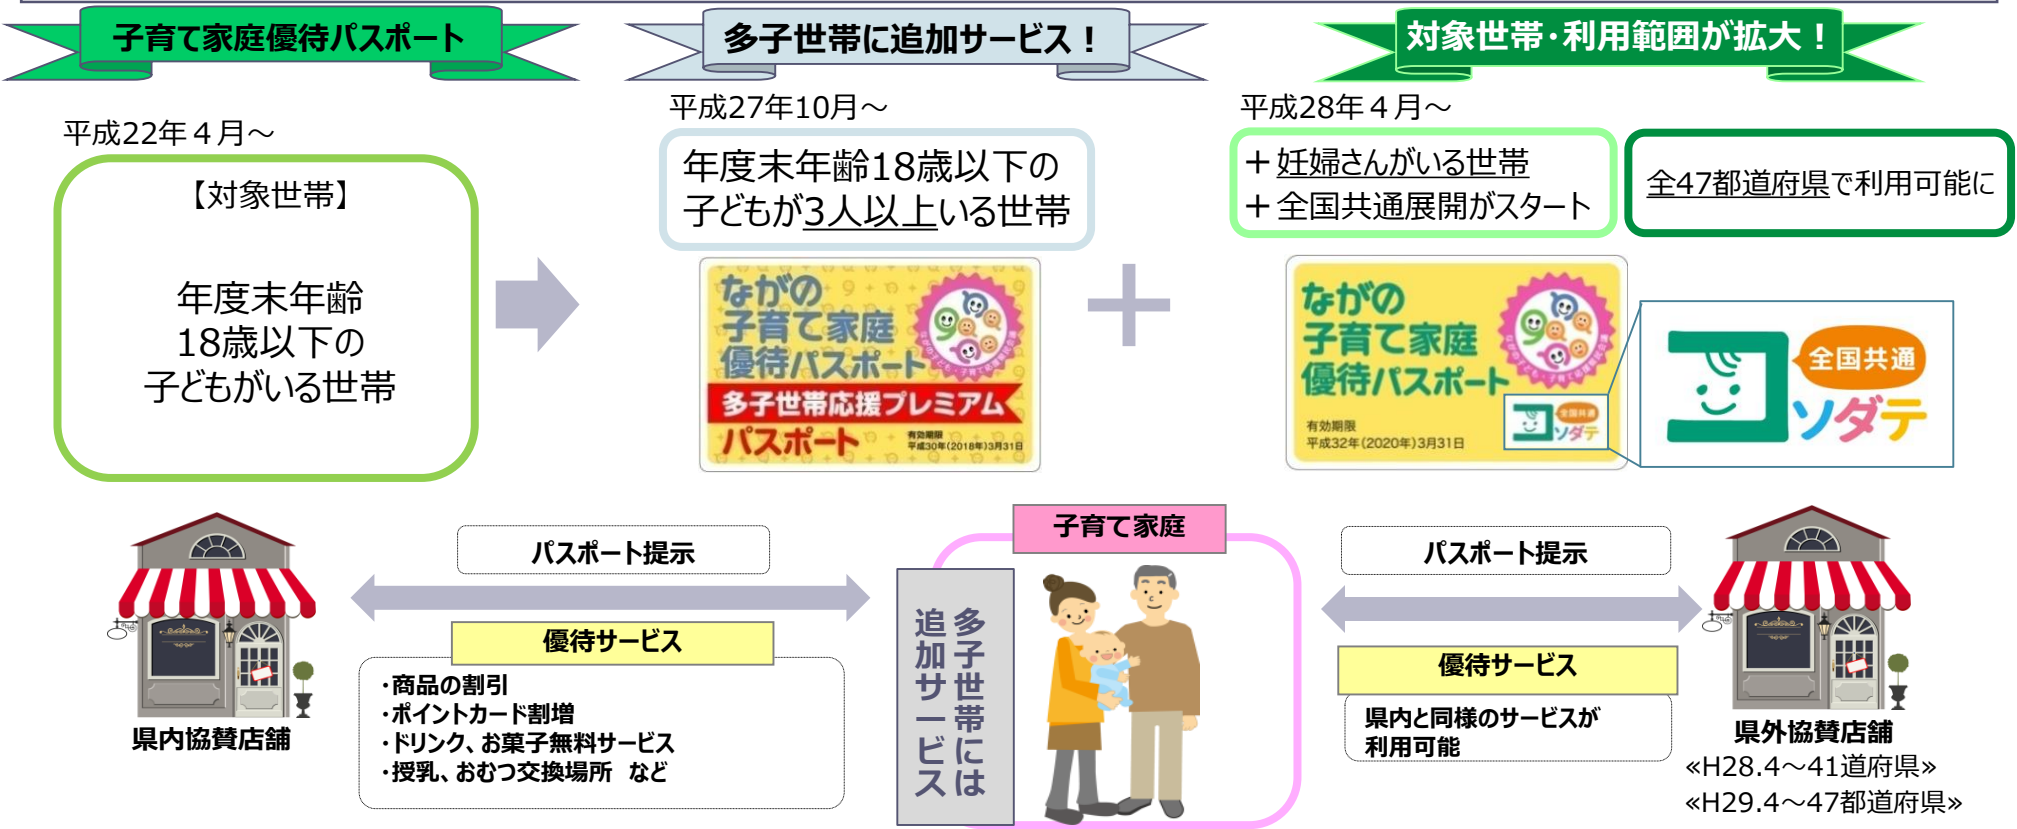 子育て家庭優待パスポート
多子世帯に追加サービス！
対象世帯・利用範囲が拡大！
平成22年４月～
【対象世帯】
年度末年齢
18歳以下の
子どもがいる世帯
平成27年10月～
年度末年齢18歳以下の
子どもが3人以上いる世帯
ながの
子育て家庭
優待パスポート
多子世帯応援プレミアム
パスポート
有効期限
平成30年(2018年)3月31日
平成28年４月～
＋妊婦さんがいる世帯
＋全国共通展開がスタート
全47都道府県で利用可能に
ながの
子育て家庭
優待パスポート
有効期限
平成32年(2020年)3月31日
全国共通
コソダテ
全国共通
コソダテ
県内協賛店舗
パスポート提示
優待サービス
・商品の割引
・ポイントカード割増
・ドリンク、お菓子無料サービス
・授乳、おむつ交換場所 など
子育て家庭
多子世帯には
追加サービス
パスポート提示
優待サービス
県内と同様のサービスが
利用可能
県外協賛店舗
≪H28.4～41道府県≫
≪H29.4～47都道府県≫